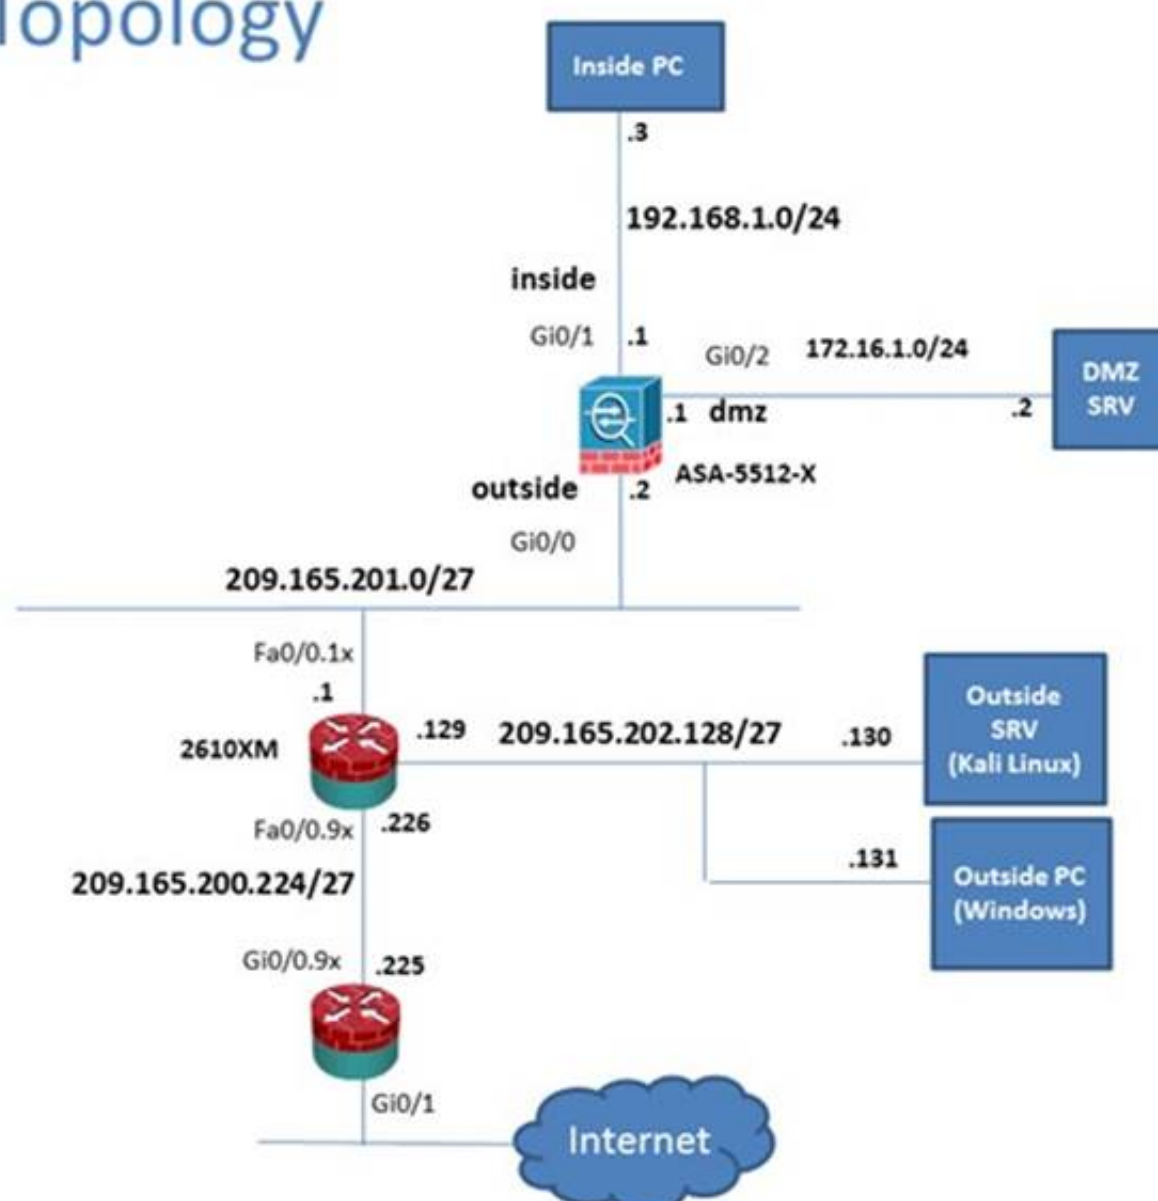 Topology
Inside PC
.3
192.168.1.0/24
inside
Gi0/1
.1
Gi0/2
172.16.1.0/24
DMZ
SRV
.1
dmz
.2
ASA-5512-X
outside
.2
Gi0/0
209.165.201.0/27
Fa0/0.1x
.1
2610XM
.129
209.165.202.128/27
.130
Outside
SRV
(Kali Linux)
Fa0/0.9x
.226
.131
Outside PC
(Windows)
209.165.200.224/27
Gi0/0.9x
.225
Gi0/1
Internet